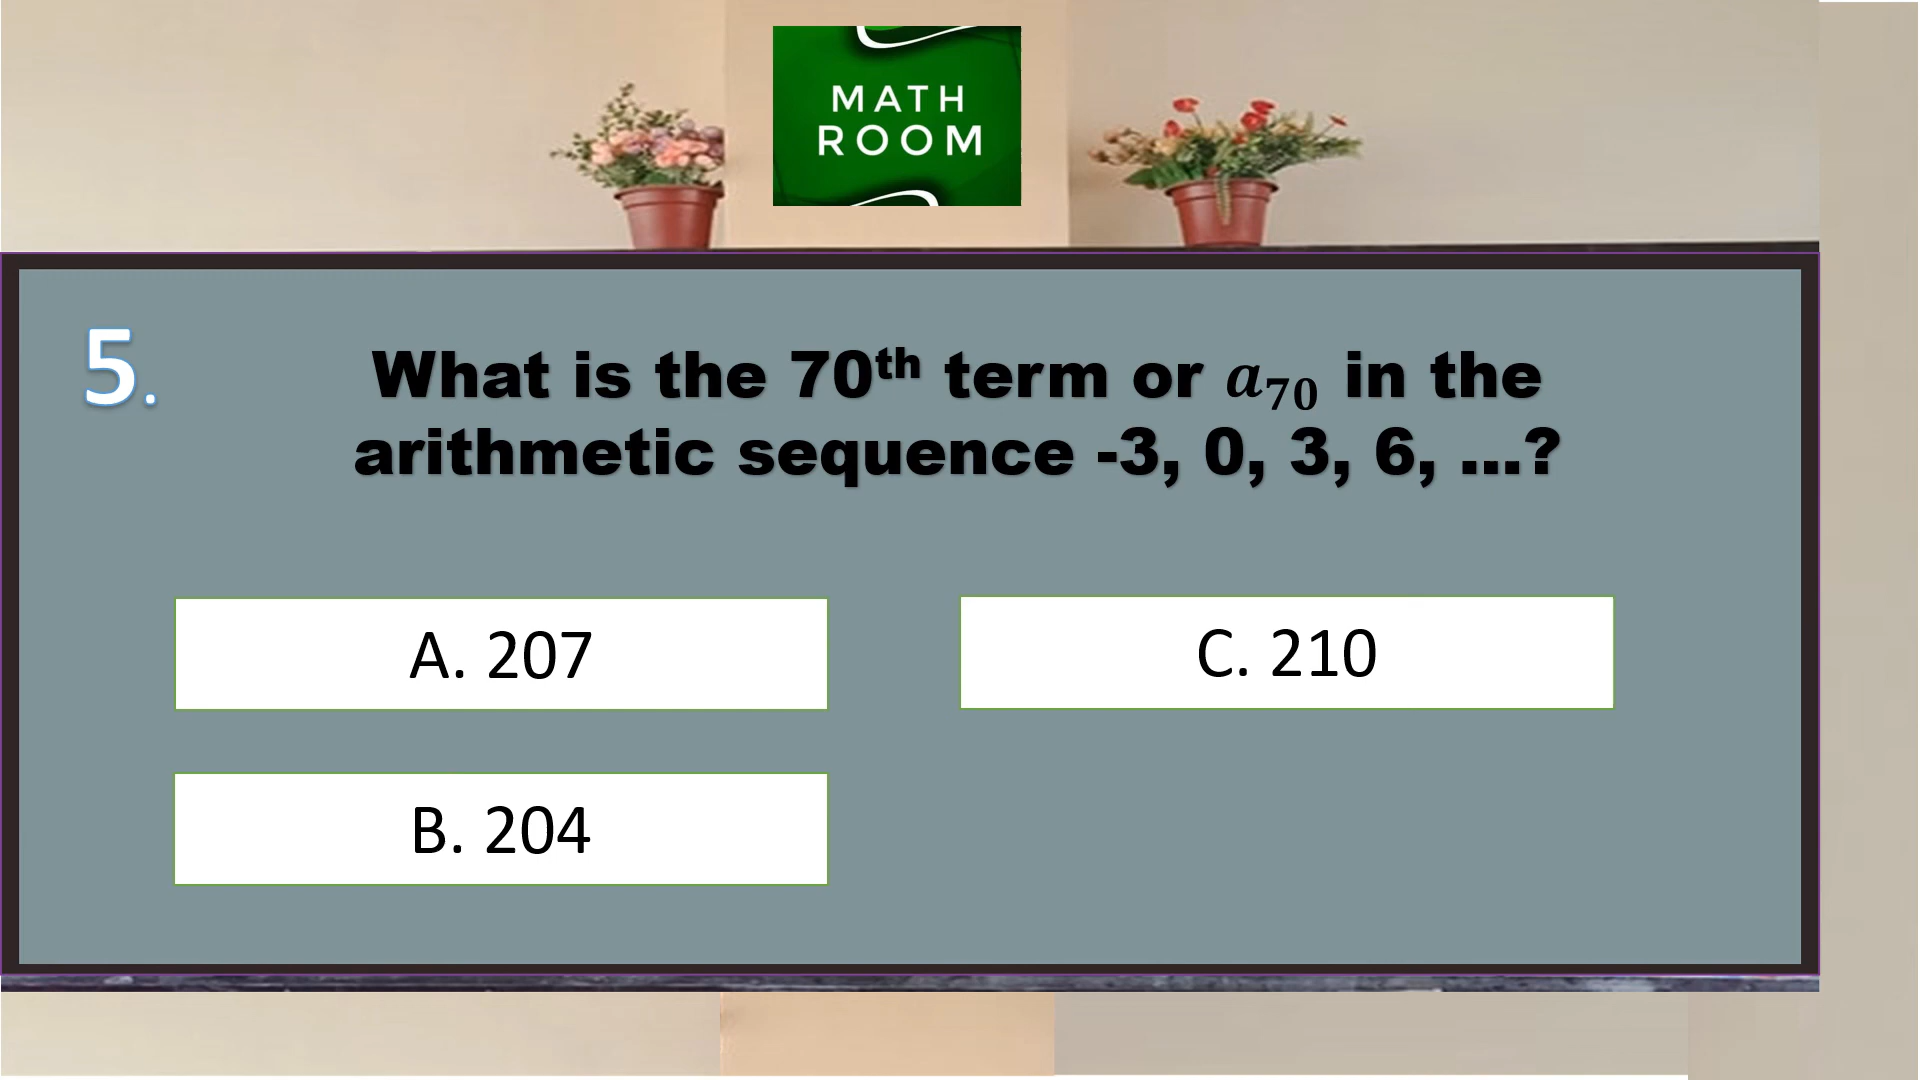 MATH
ROOM
5.
What is the 70th term or a70 in the
arithmetic sequence -3, 0, 3, 6, ...?
A. 207
C. 210
B. 204